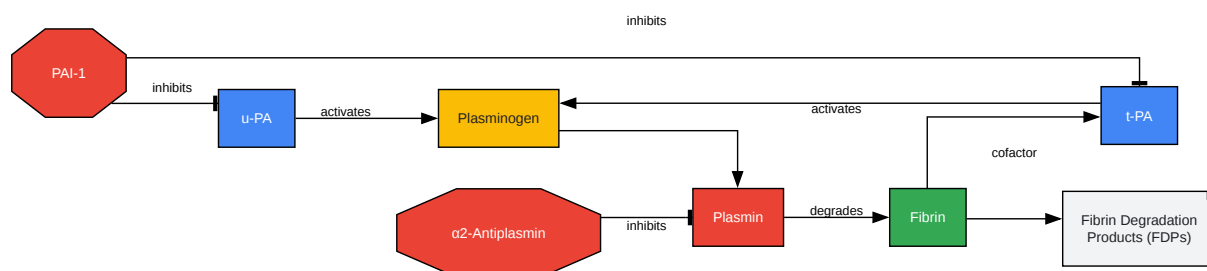 inhibits
PAI-1
inhibits
u-PA
activates
Plasminogen
activates
t-PA
cofactor
α2-Antiplasmin
inhibits
Plasmin
degrades
Fibrin
Fibrin Degradation
Products (FDPs)